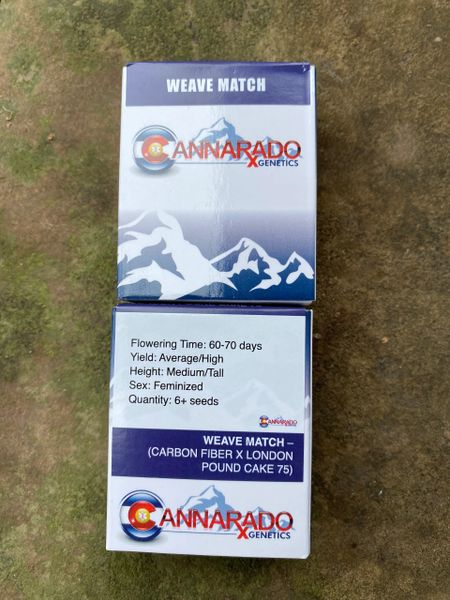 WEAVE MATCH
CANNARADO
GENETICS
Flowering Time: 60-70 days
Yield: Average/High
Height: Medium/Tall
Sex: Feminized
Quantity: 6+ seeds
CANNARADO
WEAVE MATCH –
(CARBON FIBER X LONDON
POUND CAKE 75)
CANNARADO
GENETICS